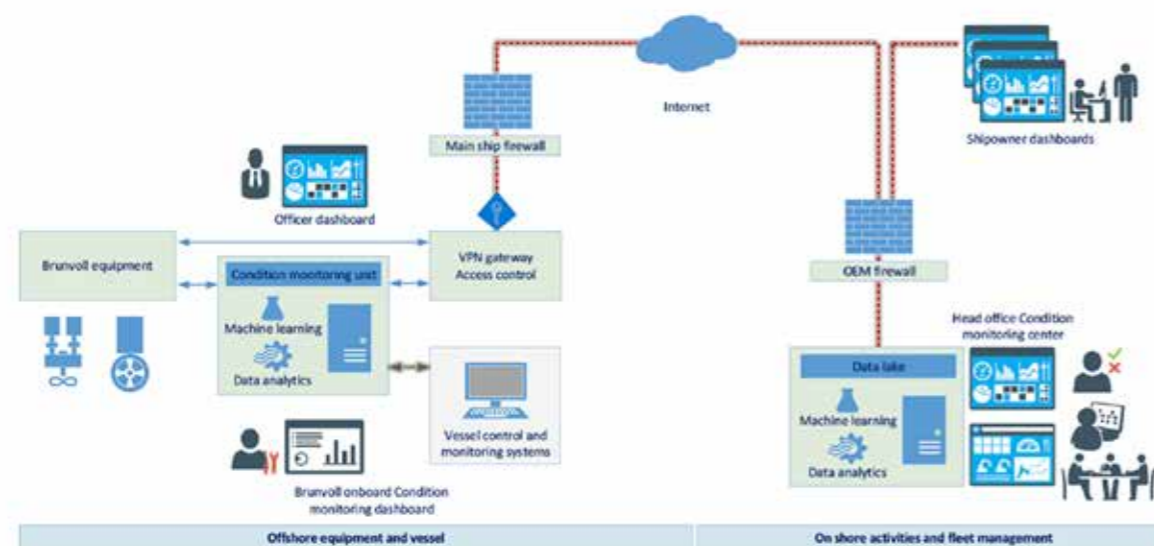 Internet
Shipowner dashboards
Main ship firewall
Officer dashboard
Brunvoll equipment
Condition monitoring unit
Machine learning
Data analytics
VPN gateway
Access control
OEM firewall
Vessel control and
monitoring systems
Brunvoll onboard Condition
monitoring dashboard
Head office Condition
monitoring center
Data lake
Machine learning
Data analytics
Offshore equipment and vessel
On shore activities and fleet management